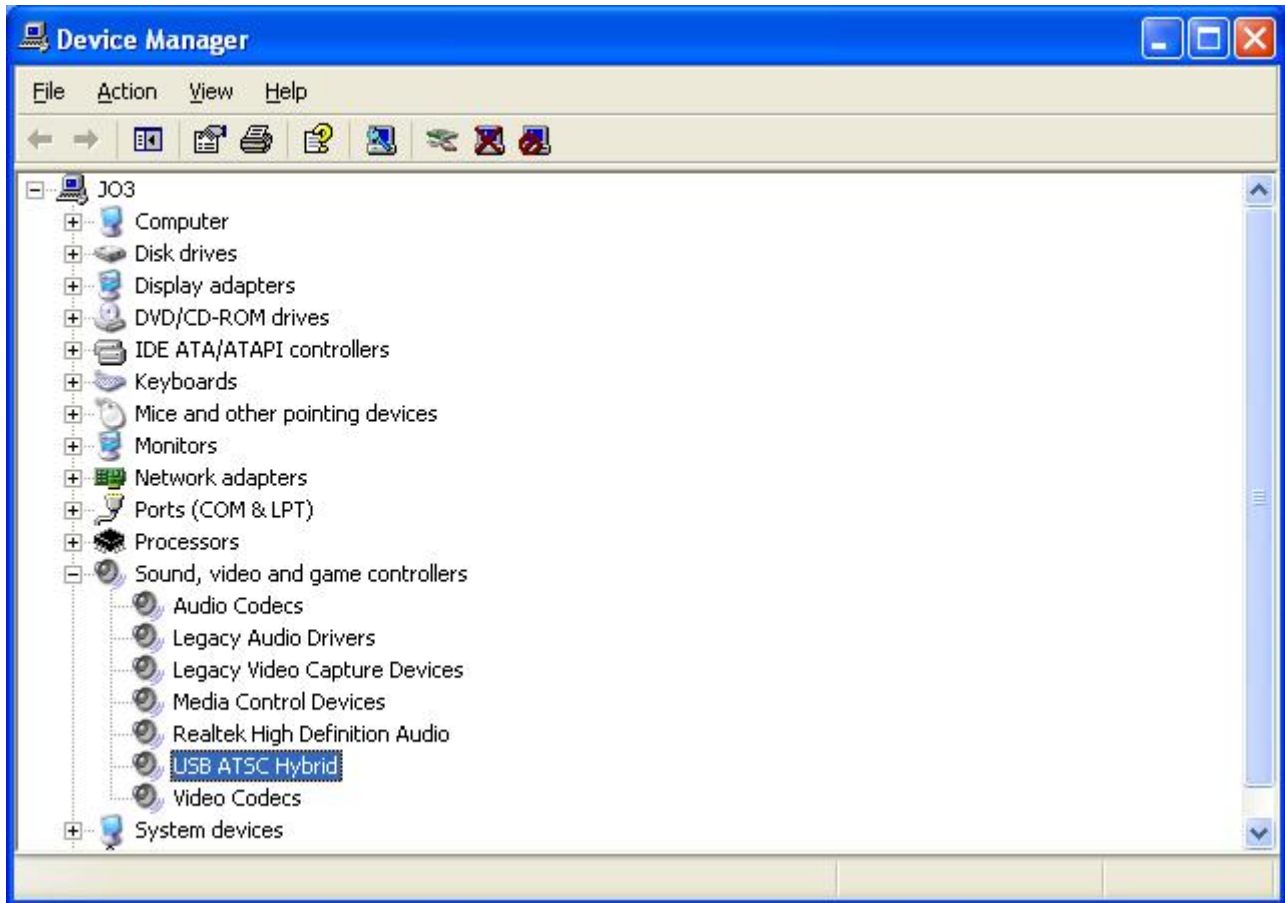 Device Manager
File Action View Help
JO3
Computer
Disk drives
Display adapters
DVD/CD-ROM drives
IDE ATA/ATAPI controllers
Keyboards
Mice and other pointing devices
Monitors
Network adapters
Ports (COM & LPT)
Processors
Sound, video and game controllers
Audio Codecs
Legacy Audio Drivers
Legacy Video Capture Devices
Media Control Devices
Realtek High Definition Audio
USB ATSC Hybrid
Video Codecs
System devices